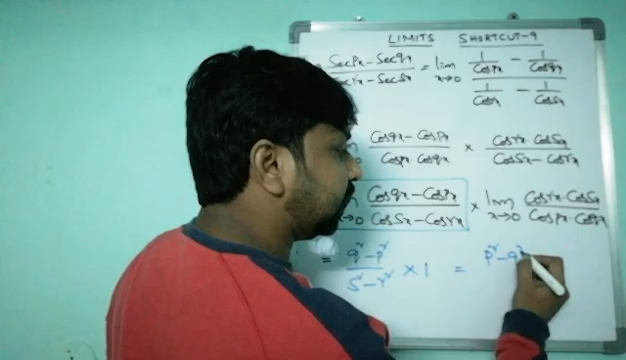 LIMITS SHORTCUT-9
Secpx - Secqx / Secrx - Secsx = lim x→0 (1/Cospx - 1/Cosqx) / (1/Cosrx - 1/Cossx)
Cosqx - Cospx / Cospx Cosqx × Cosrx Cossx / Cossx - Cosrx
lim x→0 Cosqx - Cospx / Cossx - Cosrx × lim x→0 Cosrx·Cossx / Cospx·Cosqx
= q² - p² / s² - r² × 1 = p² - q²